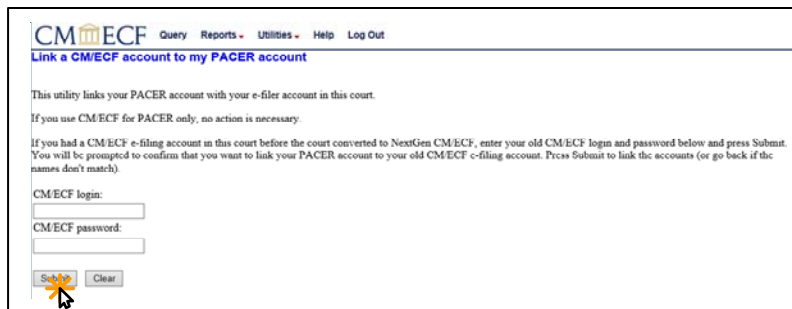 CM ECF Query Reports Utilities Help Log Out
Link a CM/ECF account to my PACER account
This utility links your PACER account with your e-filer account in this court.
If you use CM/ECF for PACER only, no action is necessary.
If you had a CM/ECF e-filing account in this court before the court converted to NextGen CM/ECF, enter your old CM/ECF login and password below and press Submit.
You will be prompted to confirm that you want to link your PACER account to your old CM/ECF e-filing account. Press Submit to link the accounts (or go back if the
names don't match).
CM/ECF login:
CM/ECF password:
Submit Clear